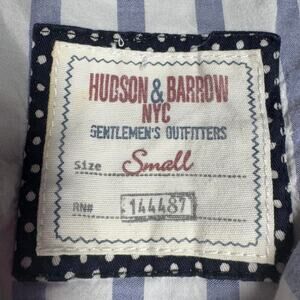 HUDSON & BARROW
NYC
GENTLEMEN'S OUTFITTERS
Size Small
RN# 144487